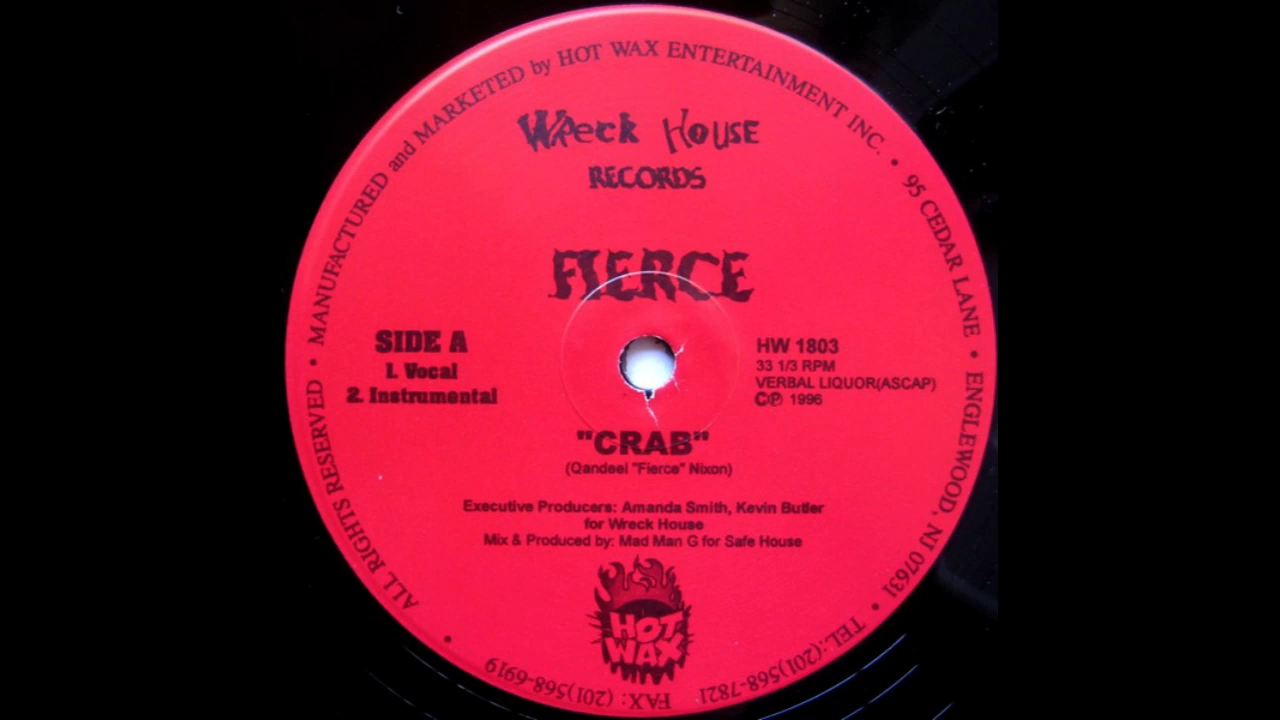 MANUFACTURED and MARKETED by HOT WAX ENTERTAINMENT INC. • 95 CEDAR LANE • ENGLEWOOD, NJ 07631 • TEL:(201)568-7821 FAX: (201)568-6919 • ALL RIGHTS RESERVED •
Wreck House
RECORDS
FIERCE
SIDE A
1. Vocal
2. Instrumental
HW 1803
33 1/3 RPM
VERBAL LIQUOR(ASCAP)
©℗ 1996
"CRAB"
(Qandeel "Fierce" Nixon)
Executive Producers: Amanda Smith, Kevin Butler
for Wreck House
Mix & Produced by: Mad Man G for Safe House
HOT
WAX